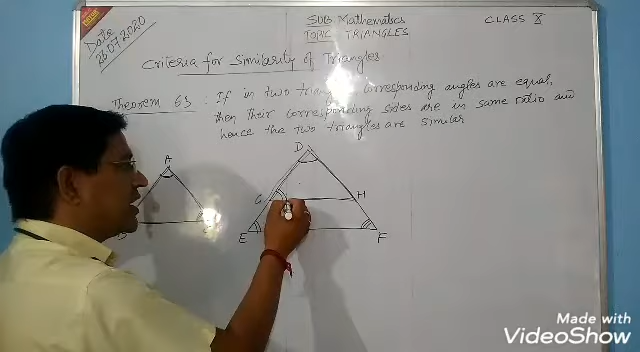 Date
26.07.2020
SUB Mathematics
TOPIC TRIANGLES
CLASS X
Criteria for Similarity of Triangles
Theorem 6.3 : If in two corresponding angles are equal,
then their corresponding sides are in same ratio and
hence the two triangles are similar
A
D
G
H
E
F
Made with
VideoShow